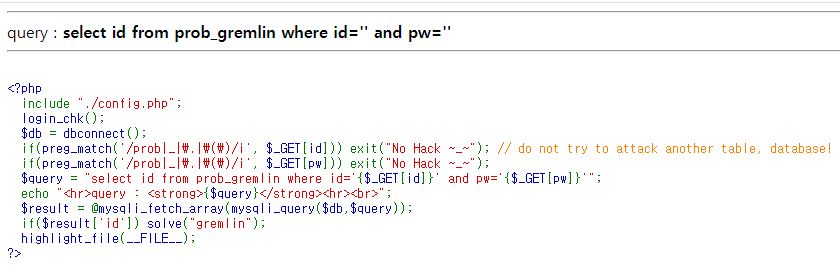 query : select id from prob_gremlin where id='' and pw=''
<?php
include "./config.php";
login_chk();
$db = dbconnect();
if(preg_match('/prob|_|₩.|₩(₩)/i', $_GET[id])) exit("No Hack ~_~"); // do not try to attack another table, database!
if(preg_match('/prob|_|₩.|₩(₩)/i', $_GET[pw])) exit("No Hack ~_~");
$query = "select id from prob_gremlin where id='{$_GET[id]}' and pw='{$_GET[pw]}'";
echo "<hr>query : <strong>{$query}</strong><hr><br>";
$result = @mysqli_fetch_array(mysqli_query($db,$query));
if($result['id']) solve("gremlin");
highlight_file(__FILE__);
?>